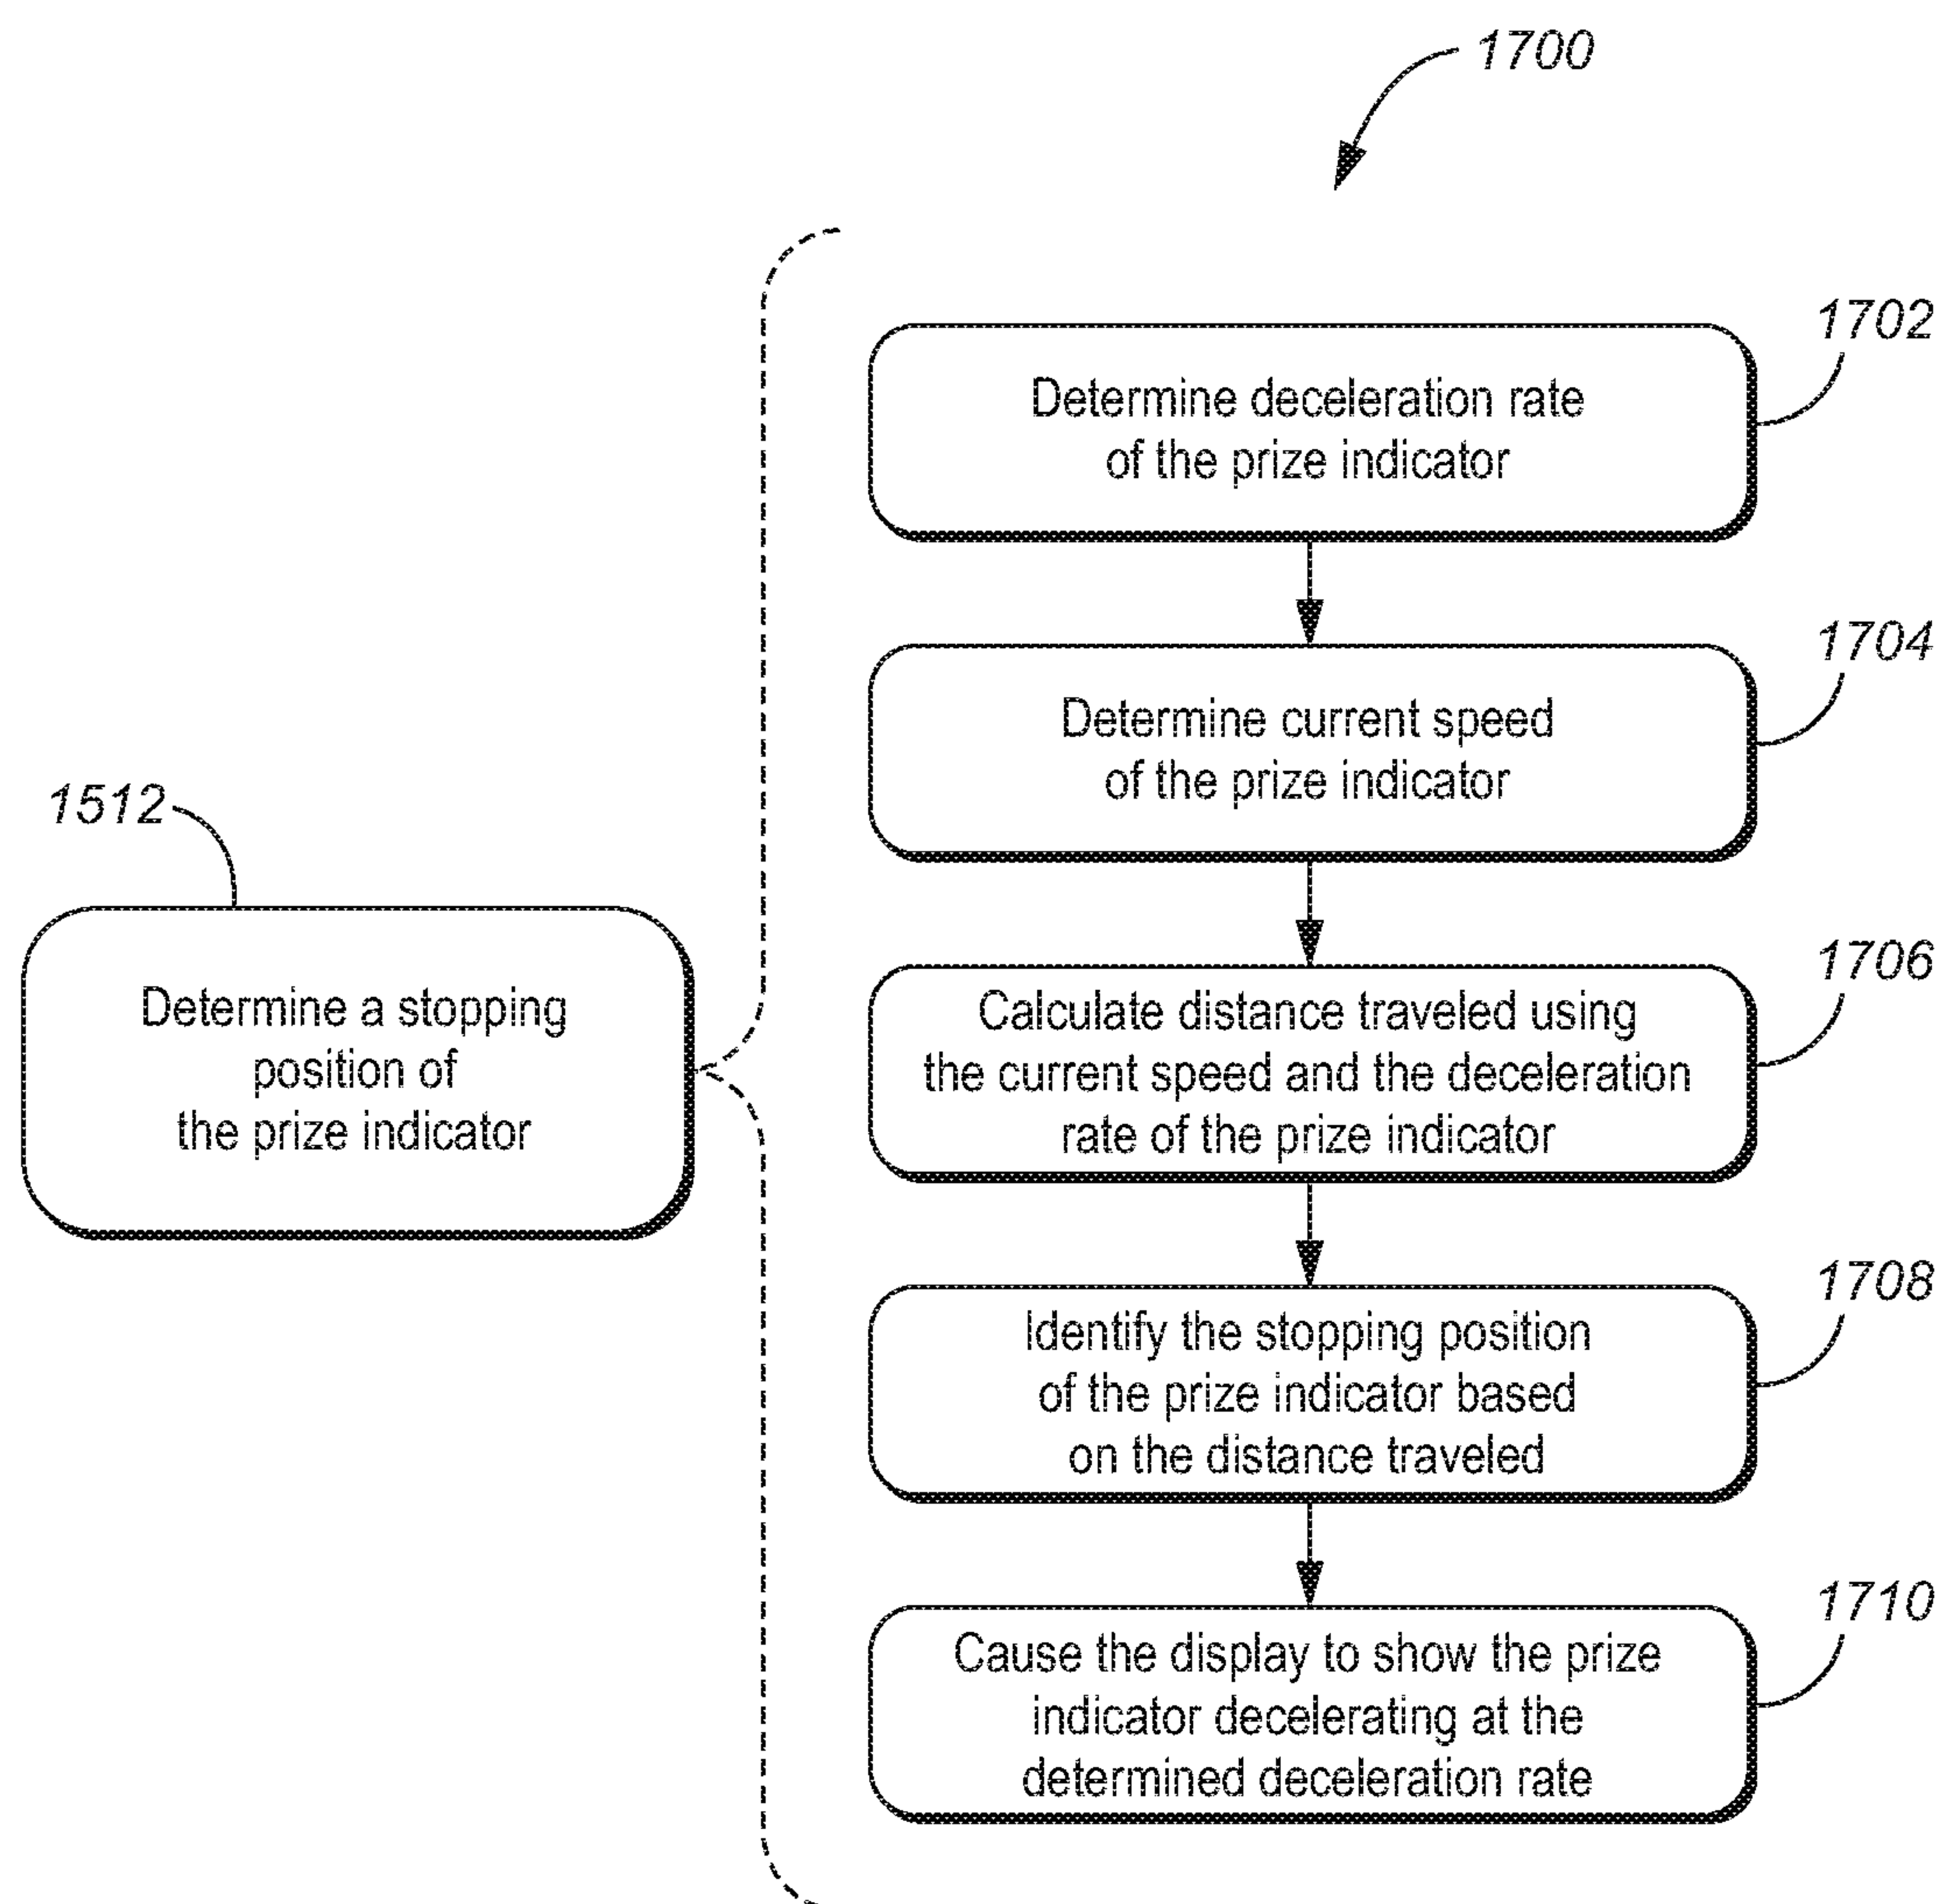 1700
1702
Determine deceleration rate
of the prize indicator
1704
Determine current speed
of the prize indicator
1512
Determine a stopping
position of
the prize indicator
1706
Calculate distance traveled using
the current speed and the deceleration
rate of the prize indicator
1708
Identify the stopping position
of the prize indicator based
on the distance traveled
1710
Cause the display to show the prize
indicator decelerating at the
determined deceleration rate